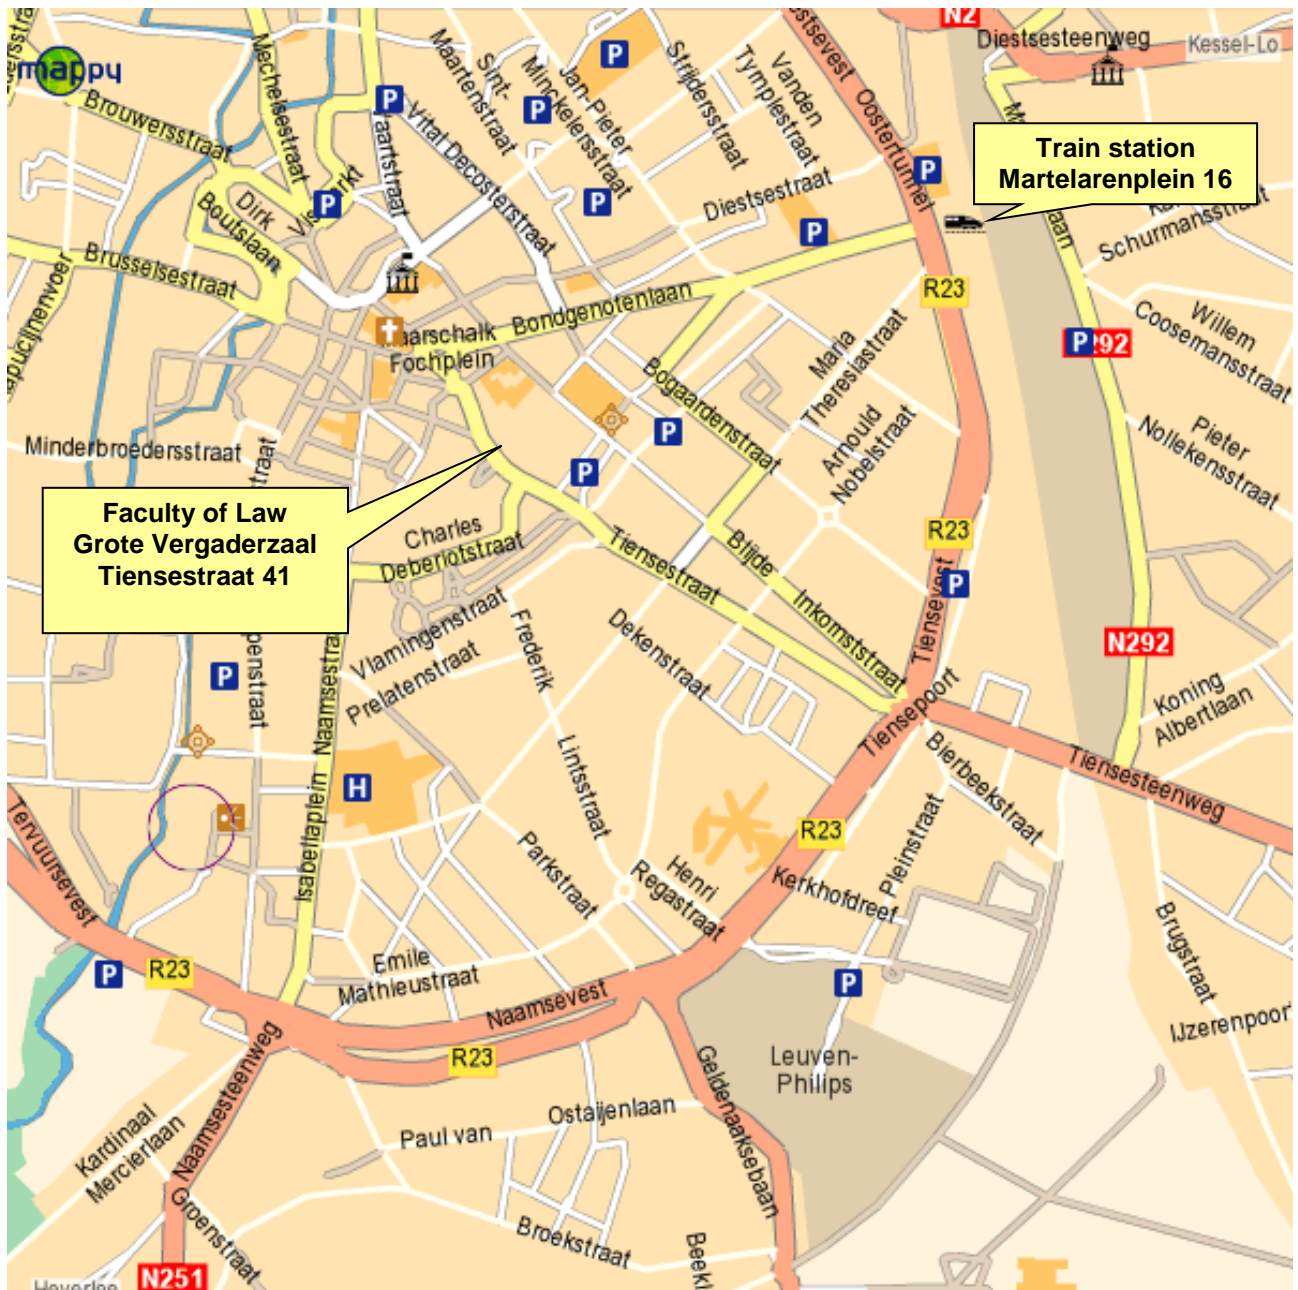 N2
Diestsesteenweg
Kessel-Lo
mappy
Mechelsestraat
Brouwersstraat
Sint-
Maartenstraat
Jan-Pieter
Minckelersstraat
Strijdersstraat
Vanden
Tymplestraat
Oostertunnel
P
P
P
P
P
P
P
Vital Decosterstraat
Diestsestraat
Train station
Martelarenplein 16
Schurmansstraat
Dirk
Boutslaan
Brusselsestraat
Bondgenotenlaan
R23
Fochplein
Maria
Theresiastraat
Willem
Coosemansstraat
P
Bogaardenstraat
Arnould
Nobelstraat
Pieter
Nollekensstraat
Minderbroedersstraat
P
P
Faculty of Law
Grote Vergaderzaal
Tiensestraat 41
Charles
Deberiotstraat
Tiensestraat
Blijde
Inkomststraat
R23
P
Tiensevest
N292
Vlamingenstraat
Prelatenstraat
Frederik
Lintsstraat
Dekenstraat
Tiensepoort
Koning
Albertlaan
P
Naamsestraat
Isabellaplein
H
Bierbeekstraat
Tiensesteenweg
R23
Pleinstraat
Kerkhofdreef
Parkstraat
Henri
Regastraat
Tervuursevest
P
R23
Emile
Mathieustraat
Naamsevest
R23
P
Leuven-
Philips
Brugstraat
IJzerenpoor
Geldenaaksebaan
Naamsesteenweg
Kardinaal
Mercierlaan
Paul van
Ostaijenlaan
Groenstraat
Broekstraat
N251